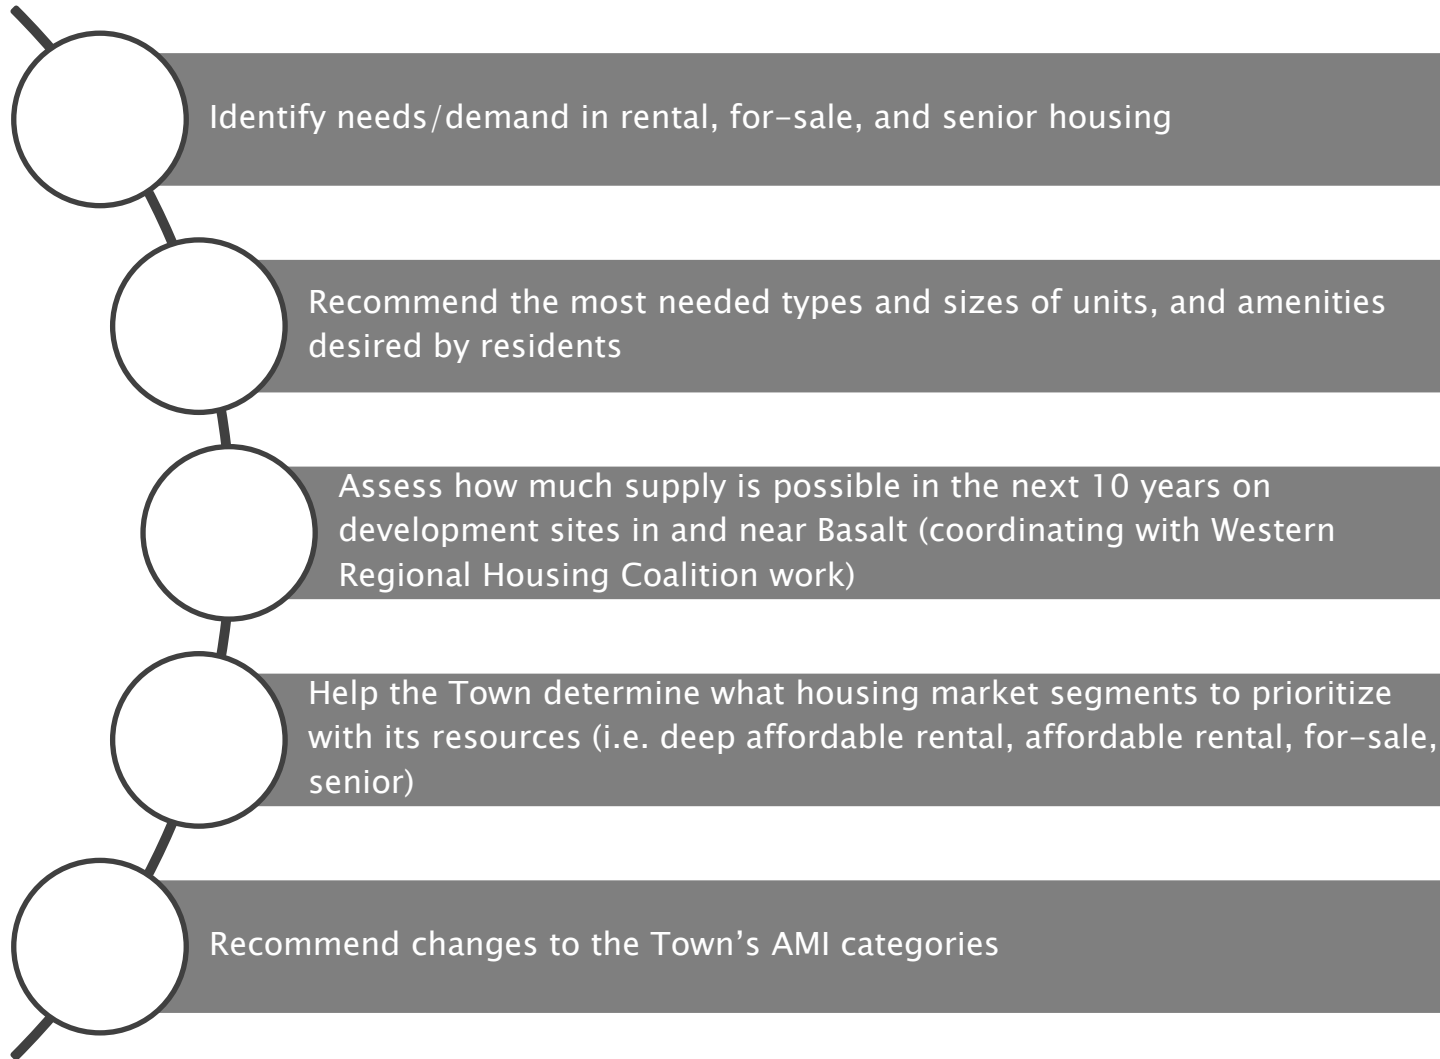 Identify needs/demand in rental, for-sale, and senior housing
Recommend the most needed types and sizes of units, and amenities
desired by residents
Assess how much supply is possible in the next 10 years on
development sites in and near Basalt (coordinating with Western
Regional Housing Coalition work)
Help the Town determine what housing market segments to prioritize
with its resources (i.e. deep affordable rental, affordable rental, for-sale,
senior)
Recommend changes to the Town’s AMI categories